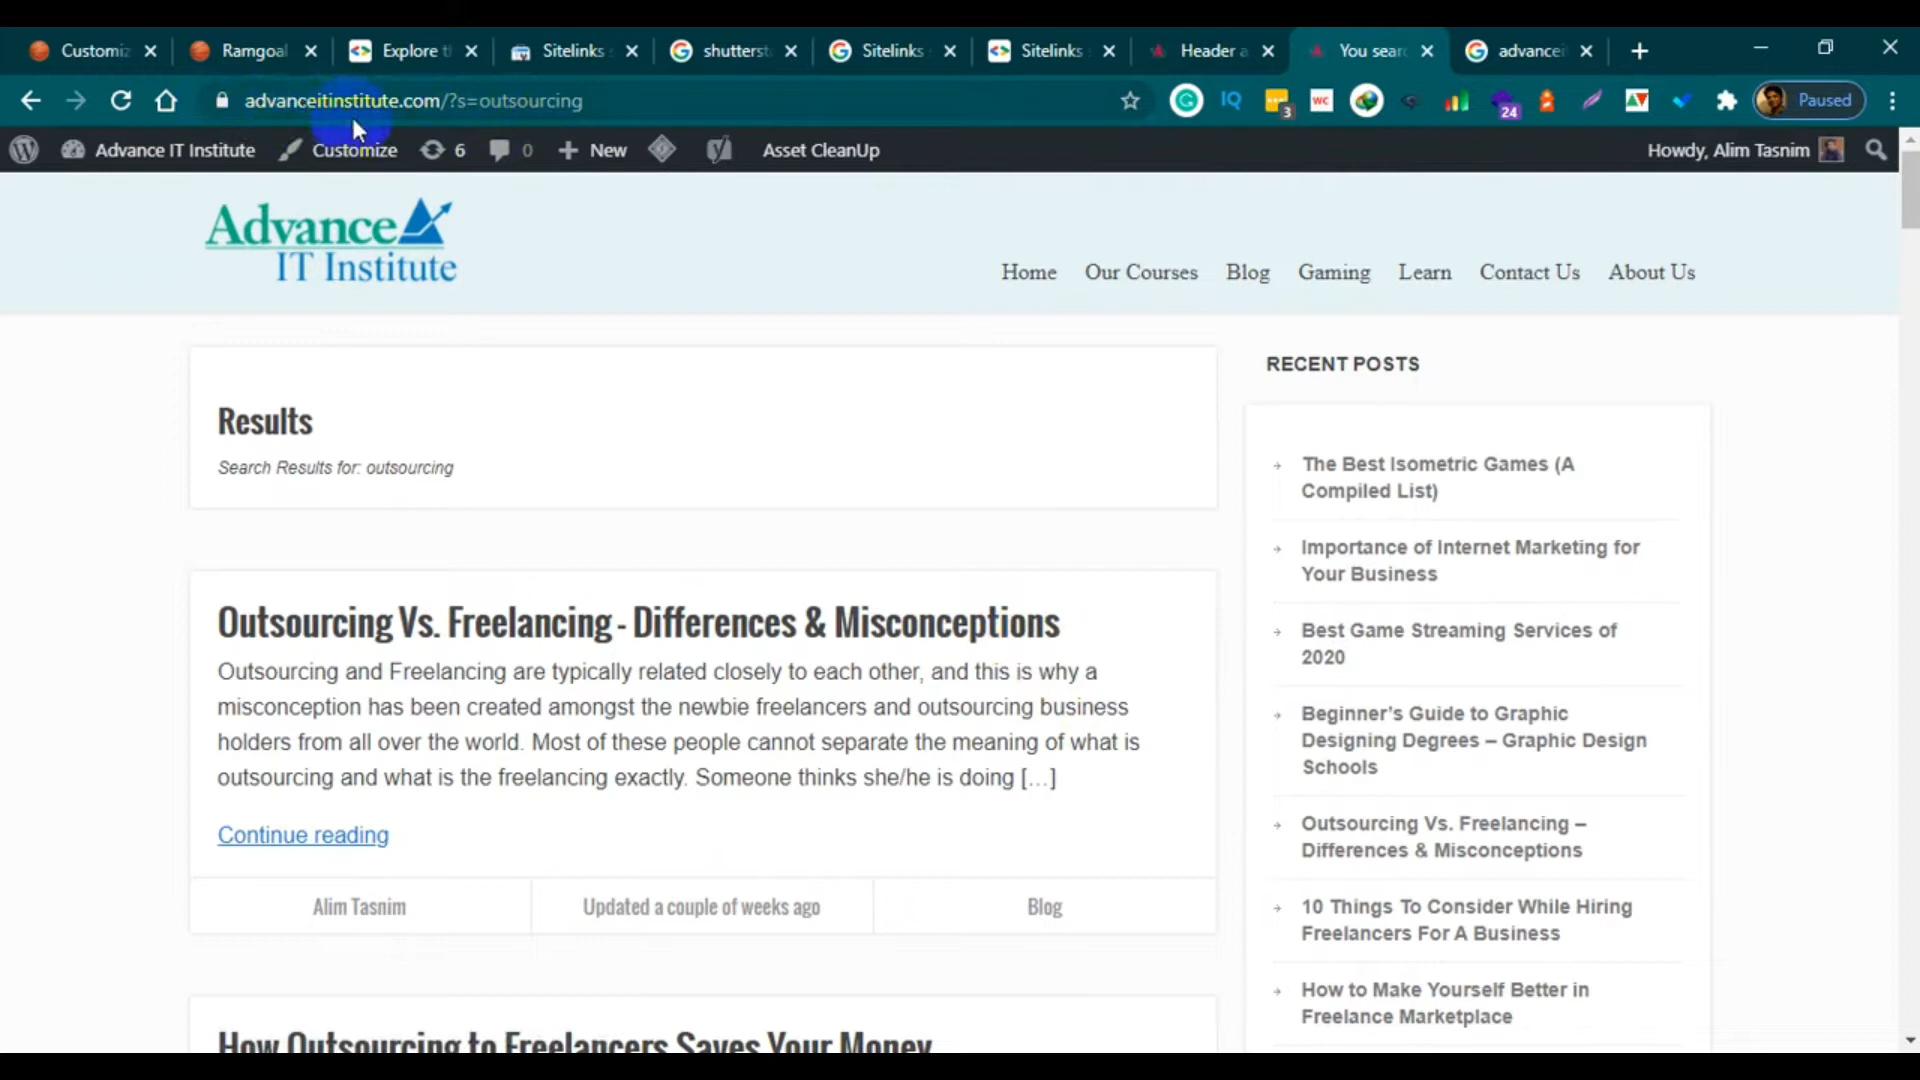 Customiz
Ramgoal
Explore t
Sitelinks
shutterst
Sitelinks
Sitelinks
Header a
You sear
advancei
advanceitinstitute.com/?s=outsourcing
IQ
3
WC
24
Paused
Advance IT Institute
Customize
6
0
New
Asset CleanUp
Howdy, Alim Tasnim
Advance
IT Institute
Home
Our Courses
Blog
Gaming
Learn
Contact Us
About Us
Results
Search Results for: outsourcing
Outsourcing Vs. Freelancing - Differences & Misconceptions
Outsourcing and Freelancing are typically related closely to each other, and this is why a
misconception has been created amongst the newbie freelancers and outsourcing business
holders from all over the world. Most of these people cannot separate the meaning of what is
outsourcing and what is the freelancing exactly. Someone thinks she/he is doing […]
Continue reading
Alim Tasnim
Updated a couple of weeks ago
Blog
How Outsourcing to Freelancers Saves Your Money
RECENT POSTS
The Best Isometric Games (A
Compiled List)
Importance of Internet Marketing for
Your Business
Best Game Streaming Services of
2020
Beginner's Guide to Graphic
Designing Degrees – Graphic Design
Schools
Outsourcing Vs. Freelancing –
Differences & Misconceptions
10 Things To Consider While Hiring
Freelancers For A Business
How to Make Yourself Better in
Freelance Marketplace